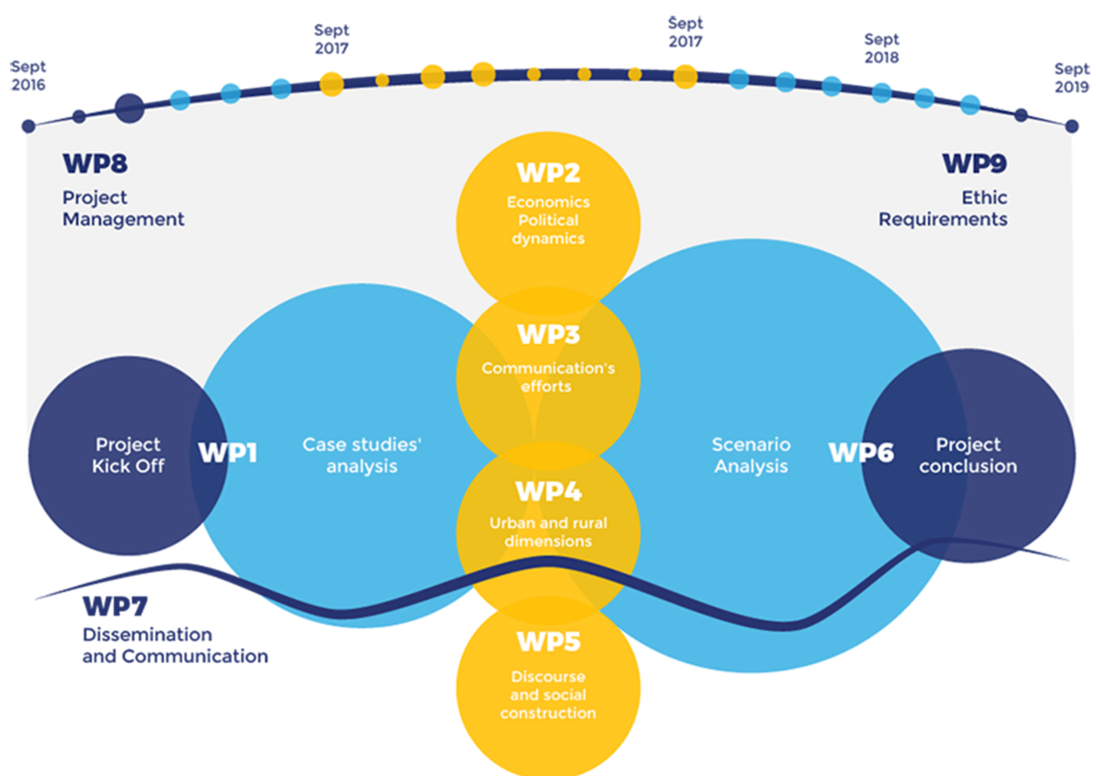 Sept
2016
Sept
2017
Sept
2017
Sept
2018
Sept
2019
WP8
Project
Management
WP9
Ethic
Requirements
WP2
Economics
Political
dynamics
WP3
Communication's
efforts
Project
Kick Off
WP1
Case studies'
analysis
Scenario
Analysis
WP6
Project
conclusion
WP4
Urban and rural
dimensions
WP7
Dissemination
and Communication
WP5
Discourse
and social
construction